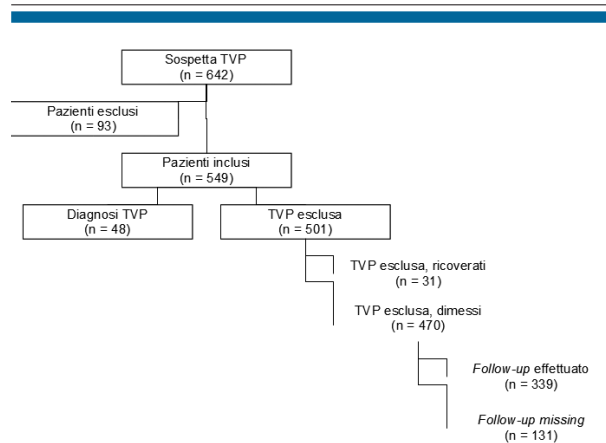 Sospetta TVP
(n = 642)
Pazienti esclusi
(n = 93)
Pazienti inclusi
(n = 549)
Diagnosi TVP
(n = 48)
TVP esclusa
(n = 501)
TVP esclusa, ricoverati
(n = 31)
TVP esclusa, dimessi
(n = 470)
Follow-up effettuato
(n = 339)
Follow-up missing
(n = 131)